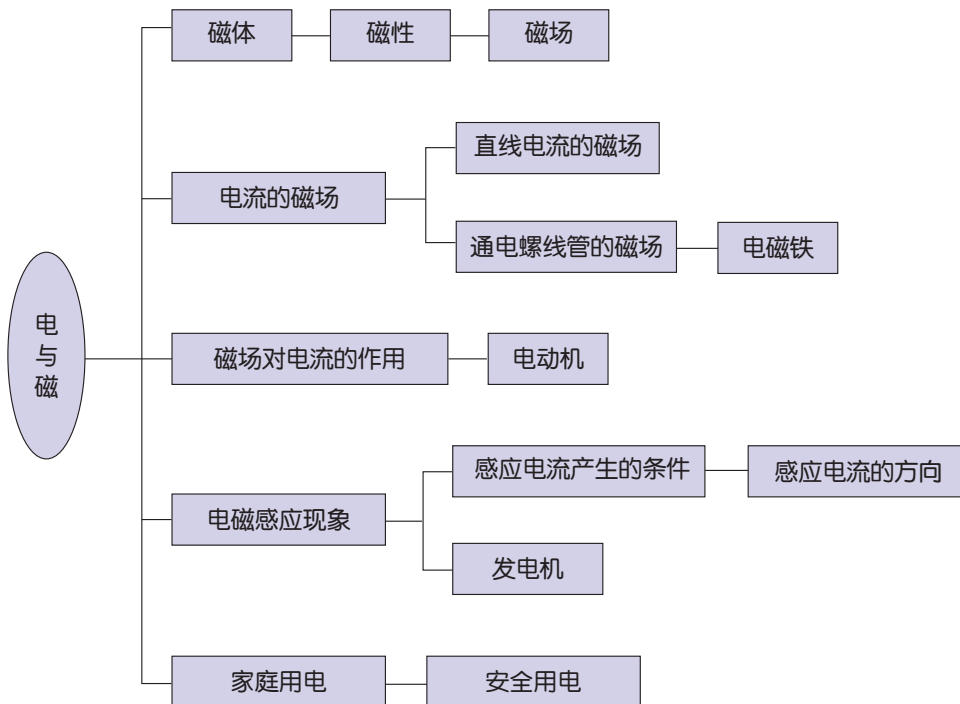 磁体
磁性
磁场
直线电流的磁场
电流的磁场
通电螺线管的磁场
电磁铁
电
与
磁
磁场对电流的作用
电动机
感应电流产生的条件
感应电流的方向
电磁感应现象
发电机
家庭用电
安全用电